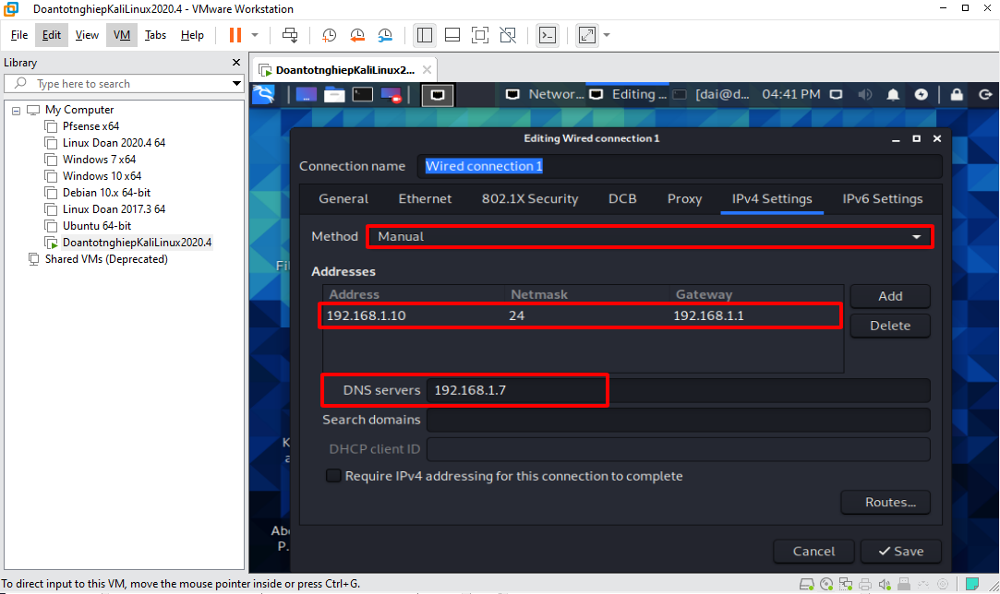 DoantotnghiepKaliLinux2020.4 - VMware Workstation
File Edit View VM Tabs Help
Library
Type here to search
My Computer
Pfsense x64
Linux Doan 2020.4 64
Windows 7 x64
Windows 10 x64
Debian 10.x 64-bit
Linux Doan 2017.3 64
Ubuntu 64-bit
DoantotnghiepKaliLinux2020.4
Shared VMs (Deprecated)
DoantotnghiepKaliLinux2...
Networ... Editing ... [dai@d... 04:41 PM
Editing Wired connection 1
Connection name Wired connection 1
General Ethernet 802.1X Security DCB Proxy IPv4 Settings IPv6 Settings
Method Manual
Addresses
Address Netmask Gateway
192.168.1.10 24 192.168.1.1
Add
Delete
DNS servers 192.168.1.7
Search domains
DHCP client ID
Require IPv4 addressing for this connection to complete
Routes...
Cancel Save
To direct input to this VM, move the mouse pointer inside or press Ctrl+G.